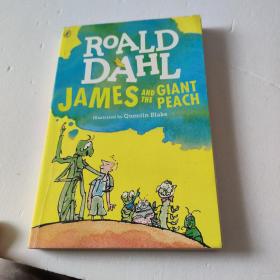 ROALD
DAHL
JAMES AND THE GIANT PEACH
Illustrated by Quentin Blake